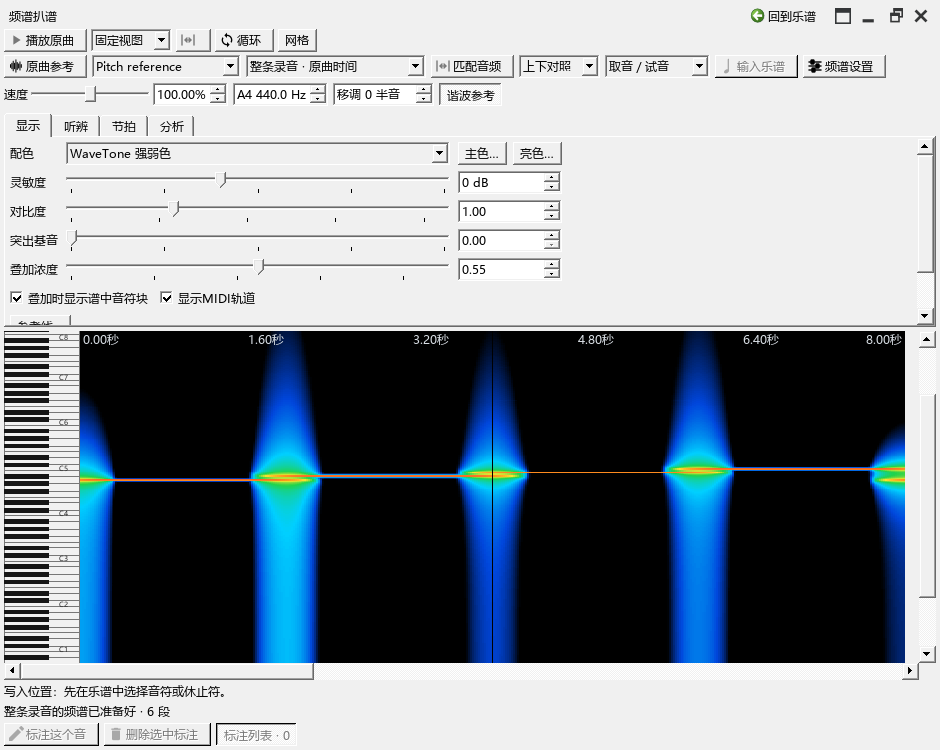 频谱扒谱 回到乐谱
播放原曲 固定视图 循环 网格
原曲参考 Pitch reference 整条录音 · 原曲时间 匹配音频 上下对照 取音 / 试音 输入乐谱 频谱设置
速度 100.00% A4 440.0 Hz 移调 0 半音 谐波参考
显示 听辨 节拍 分析
配色 WaveTone 强弱色 主色... 亮色...
灵敏度 0 dB
对比度 1.00
突出基音 0.00
叠加浓度 0.55
叠加时显示谱中音符块 显示MIDI轨道
C8 0.00秒 1.60秒 3.20秒 4.80秒 6.40秒 8.00秒
C7
C6
C5
C4
C3
C2
C1
写入位置：先在乐谱中选择音符或休止符。
整条录音的频谱已准备好 · 6 段
标注这个音 删除选中标注 标注列表 · 0